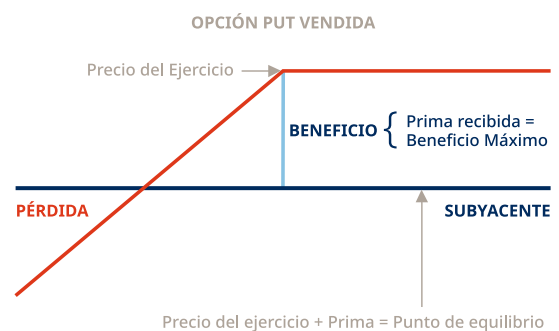 OPCIÓN PUT VENDIDA
Precio del Ejercicio
BENEFICIO { Prima recibida =
Beneficio Máximo
PÉRDIDA
SUBYACENTE
Precio del ejercicio + Prima = Punto de equilibrio